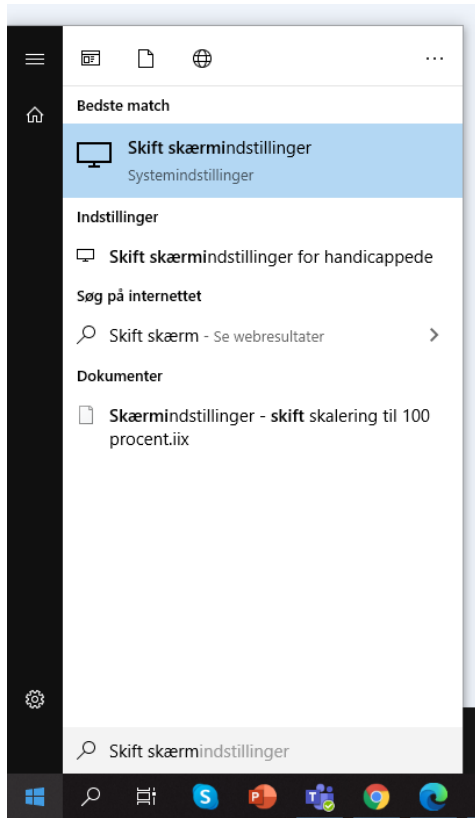 Bedste match
Skift skærmindstillinger
Systemindstillinger
Indstillinger
Skift skærmindstillinger for handicappede
Søg på internettet
Skift skærm - Se webresultater
Dokumenter
Skærmindstillinger - skift skalering til 100
procent.iix
Skift skærmindstillinger